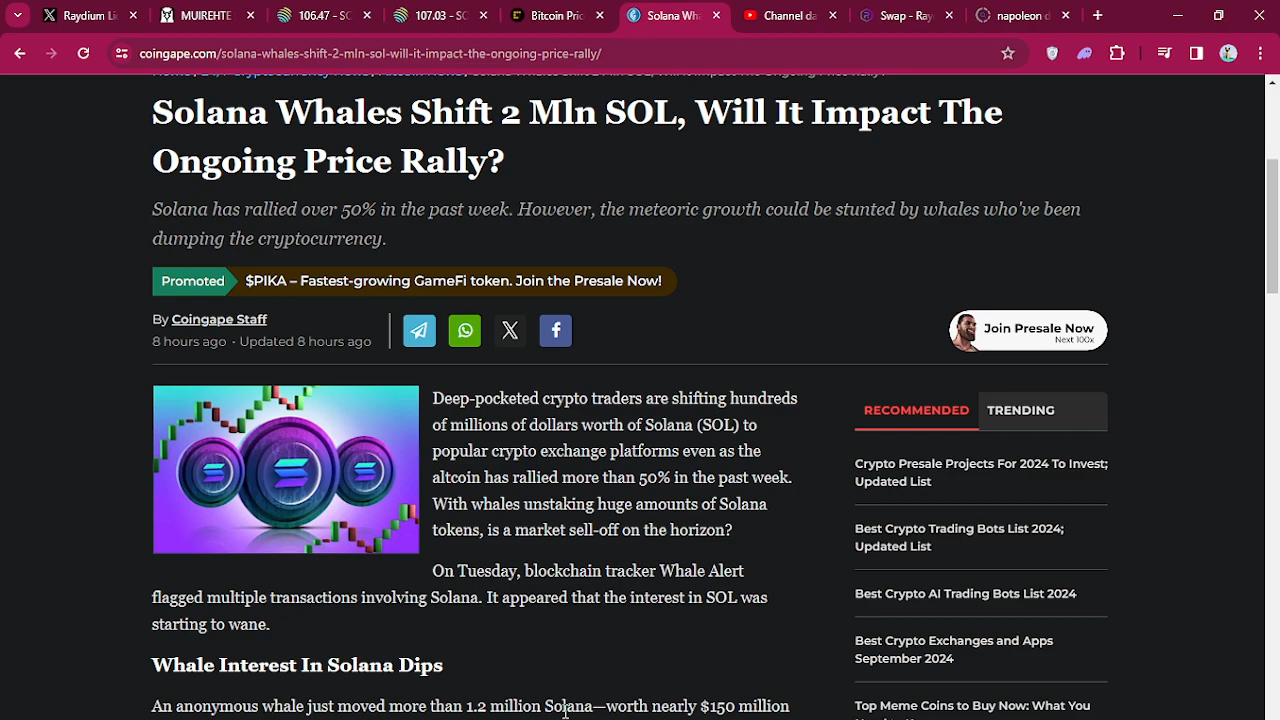 Raydium Li
MUIREHTE
106.47 - SO
107.03 - SO
Bitcoin Pric
Solana Wha
Channel da
Swap - Ray
napoleon d
coingape.com/solana-whales-shift-2-mln-sol-will-it-impact-the-ongoing-price-rally/
Solana Whales Shift 2 Mln SOL, Will It Impact The
Ongoing Price Rally?
Solana has rallied over 50% in the past week. However, the meteoric growth could be stunted by whales who've been
dumping the cryptocurrency.
Promoted
$PIKA – Fastest-growing GameFi token. Join the Presale Now!
By Coingape Staff
8 hours ago · Updated 8 hours ago
Join Presale Now
Next 100x
Deep-pocketed crypto traders are shifting hundreds
of millions of dollars worth of Solana (SOL) to
popular crypto exchange platforms even as the
altcoin has rallied more than 50% in the past week.
With whales unstaking huge amounts of Solana
tokens, is a market sell-off on the horizon?
On Tuesday, blockchain tracker Whale Alert
flagged multiple transactions involving Solana. It appeared that the interest in SOL was
starting to wane.
Whale Interest In Solana Dips
An anonymous whale just moved more than 1.2 million Solana—worth nearly $150 million
RECOMMENDED
TRENDING
Crypto Presale Projects For 2024 To Invest;
Updated List
Best Crypto Trading Bots List 2024;
Updated List
Best Crypto AI Trading Bots List 2024
Best Crypto Exchanges and Apps
September 2024
Top Meme Coins to Buy Now: What You